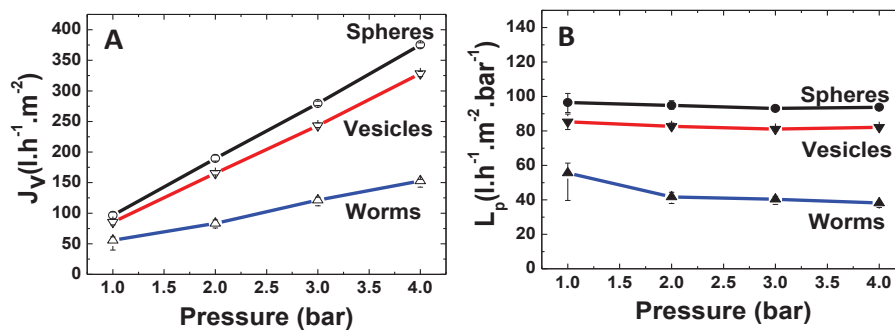 A
Spheres
Vesicles
Worms
J_V(l.h⁻¹.m⁻²)
400
350
300
250
200
150
100
50
0
1.0 1.5 2.0 2.5 3.0 3.5 4.0
Pressure (bar)
B
Spheres
Vesicles
Worms
L_p(l.h⁻¹.m⁻².bar⁻¹)
140
120
100
80
60
40
20
0
1.0 1.5 2.0 2.5 3.0 3.5 4.0
Pressure (bar)